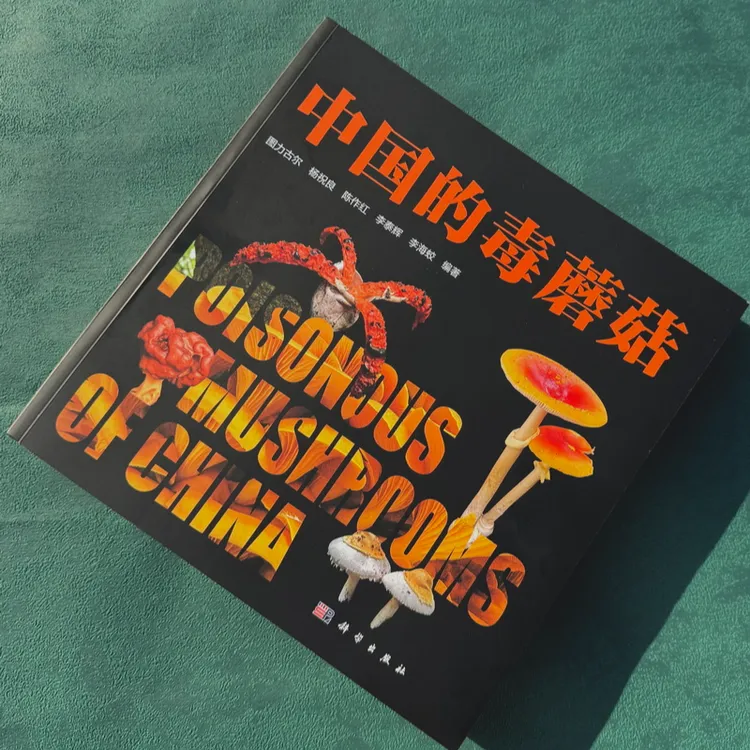 中国的毒蘑菇
图力古尔 杨祝良 陈作红 李泰辉 李海蛟 编著
POISONOUS
MUSHROOMS
OF CHINA
科学出版社